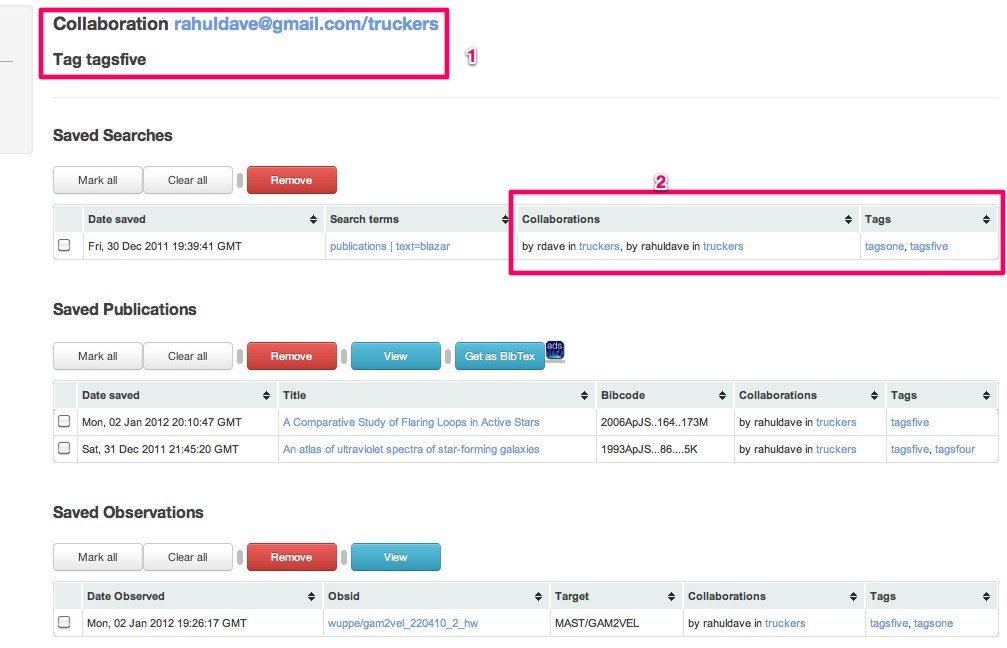 Collaboration rahuldave@gmail.com/truckers
Tag tagsfive
1
Saved Searches
Mark all Clear all Remove
2
Date saved Search terms Collaborations Tags
Fri, 30 Dec 2011 19:39:41 GMT publications | text=blazar by rdave in truckers, by rahuldave in truckers tagsone, tagsfive
Saved Publications
Mark all Clear all Remove View Get as BibTex ads
Date saved Title Bibcode Collaborations Tags
Mon, 02 Jan 2012 20:10:47 GMT A Comparative Study of Flaring Loops in Active Stars 2006ApJS..164..173M by rahuldave in truckers tagsfive
Sat, 31 Dec 2011 21:45:20 GMT An atlas of ultraviolet spectra of star-forming galaxies 1993ApJS...86....5K by rahuldave in truckers tagsfive, tagsfour
Saved Observations
Mark all Clear all Remove View
Date Observed Obsid Target Collaborations Tags
Mon, 02 Jan 2012 19:26:17 GMT wuppe/gam2vel_220410_2_hw MAST/GAM2VEL by rahuldave in truckers tagsfive, tagsone